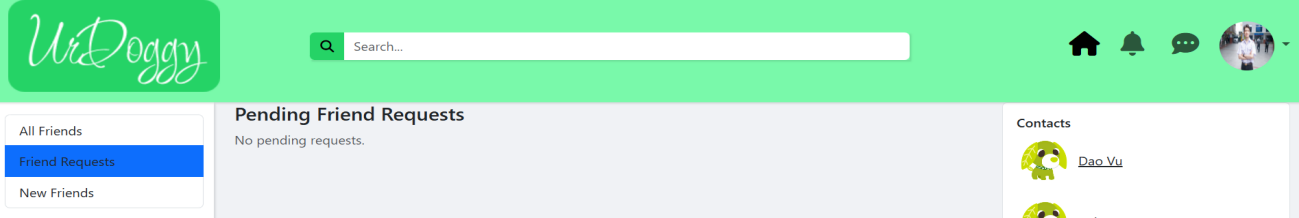 UrDoggy
Search...
All Friends
Friend Requests
New Friends
Pending Friend Requests
No pending requests.
Contacts
Dao Vu